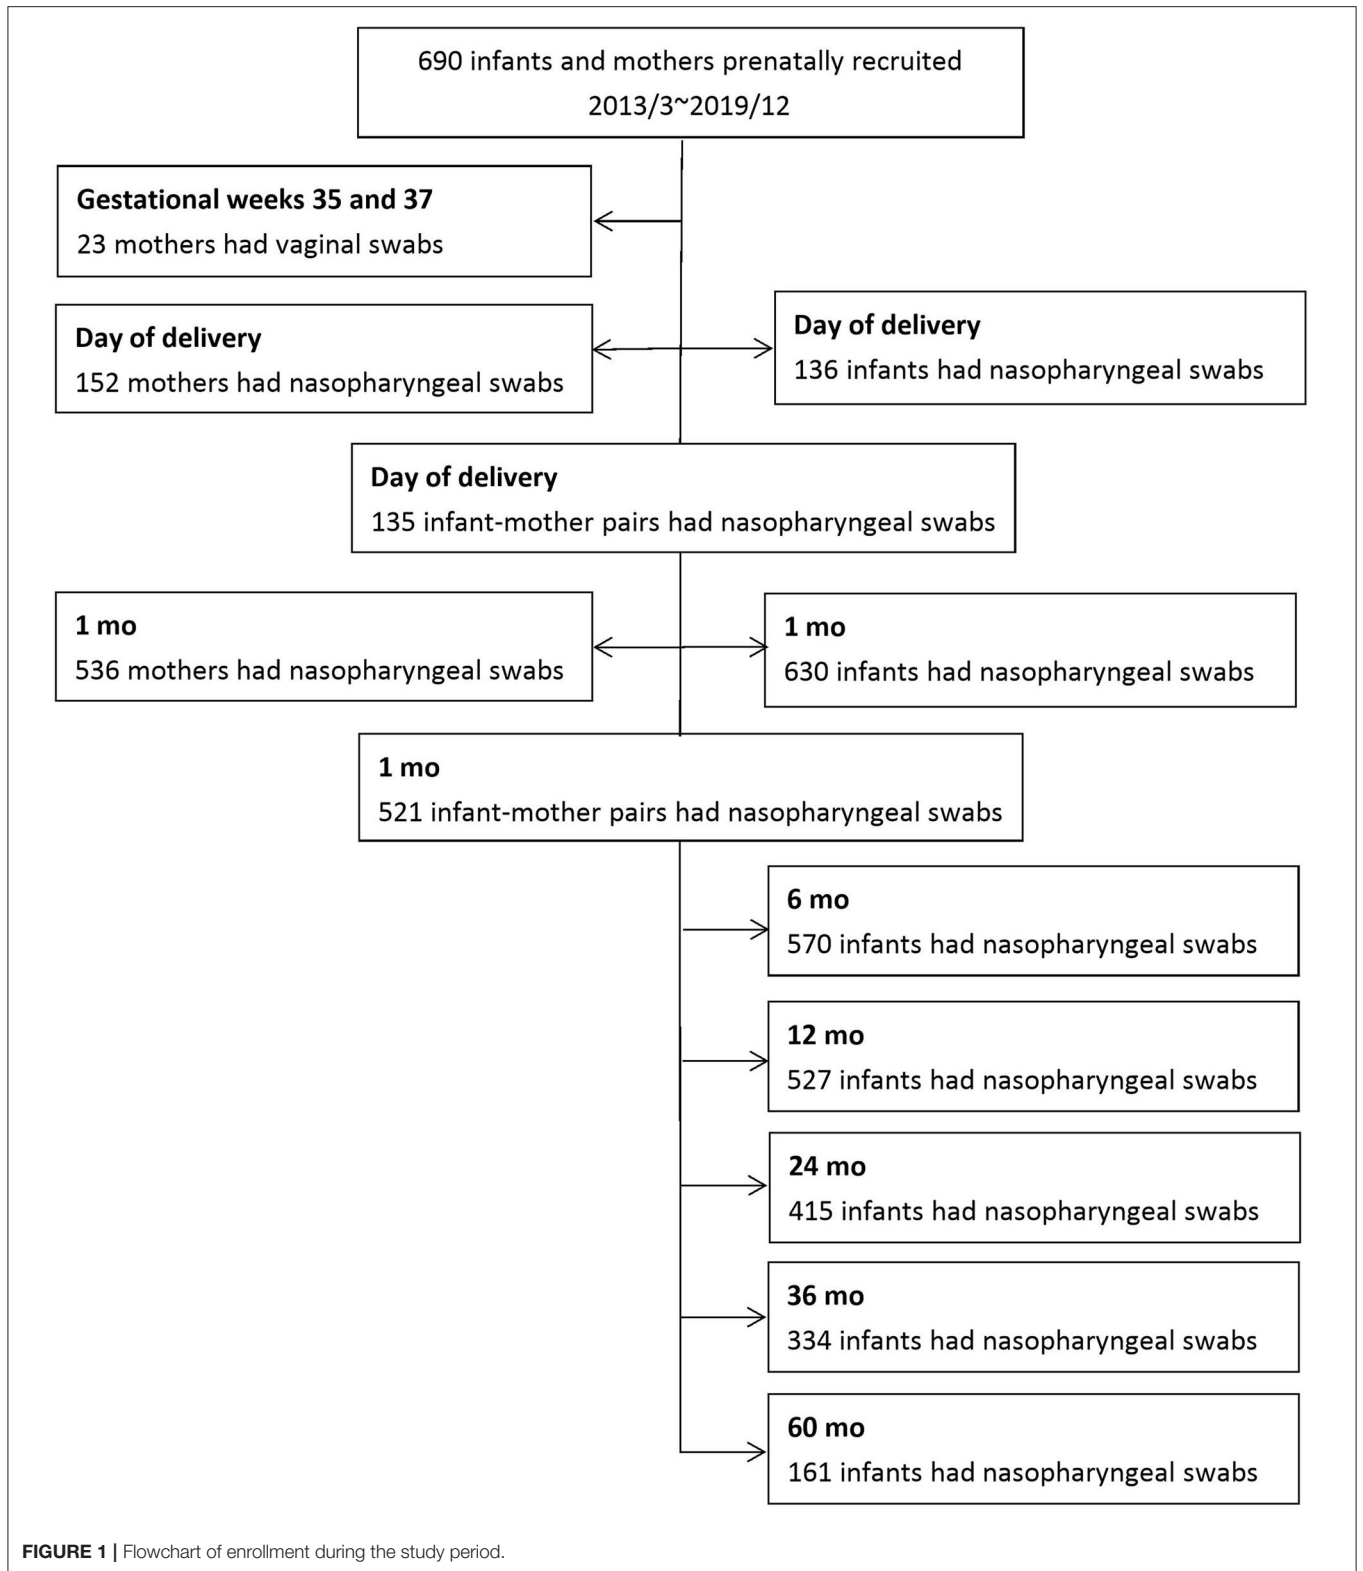 690 infants and mothers prenatally recruited
2013/3~2019/12
Gestational weeks 35 and 37
23 mothers had vaginal swabs
Day of delivery
152 mothers had nasopharyngeal swabs
Day of delivery
136 infants had nasopharyngeal swabs
Day of delivery
135 infant-mother pairs had nasopharyngeal swabs
1 mo
536 mothers had nasopharyngeal swabs
1 mo
630 infants had nasopharyngeal swabs
1 mo
521 infant-mother pairs had nasopharyngeal swabs
6 mo
570 infants had nasopharyngeal swabs
12 mo
527 infants had nasopharyngeal swabs
24 mo
415 infants had nasopharyngeal swabs
36 mo
334 infants had nasopharyngeal swabs
60 mo
161 infants had nasopharyngeal swabs
FIGURE 1 | Flowchart of enrollment during the study period.